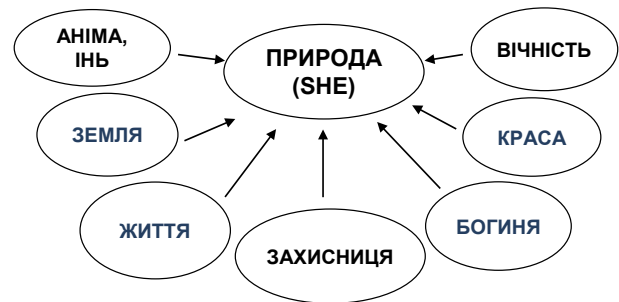 АНІМА,
ІНЬ
ПРИРОДА
(SHE)
ВІЧНІСТЬ
ЗЕМЛЯ
КРАСА
ЖИТТЯ
ЗАХИСНИЦЯ
БОГИНЯ